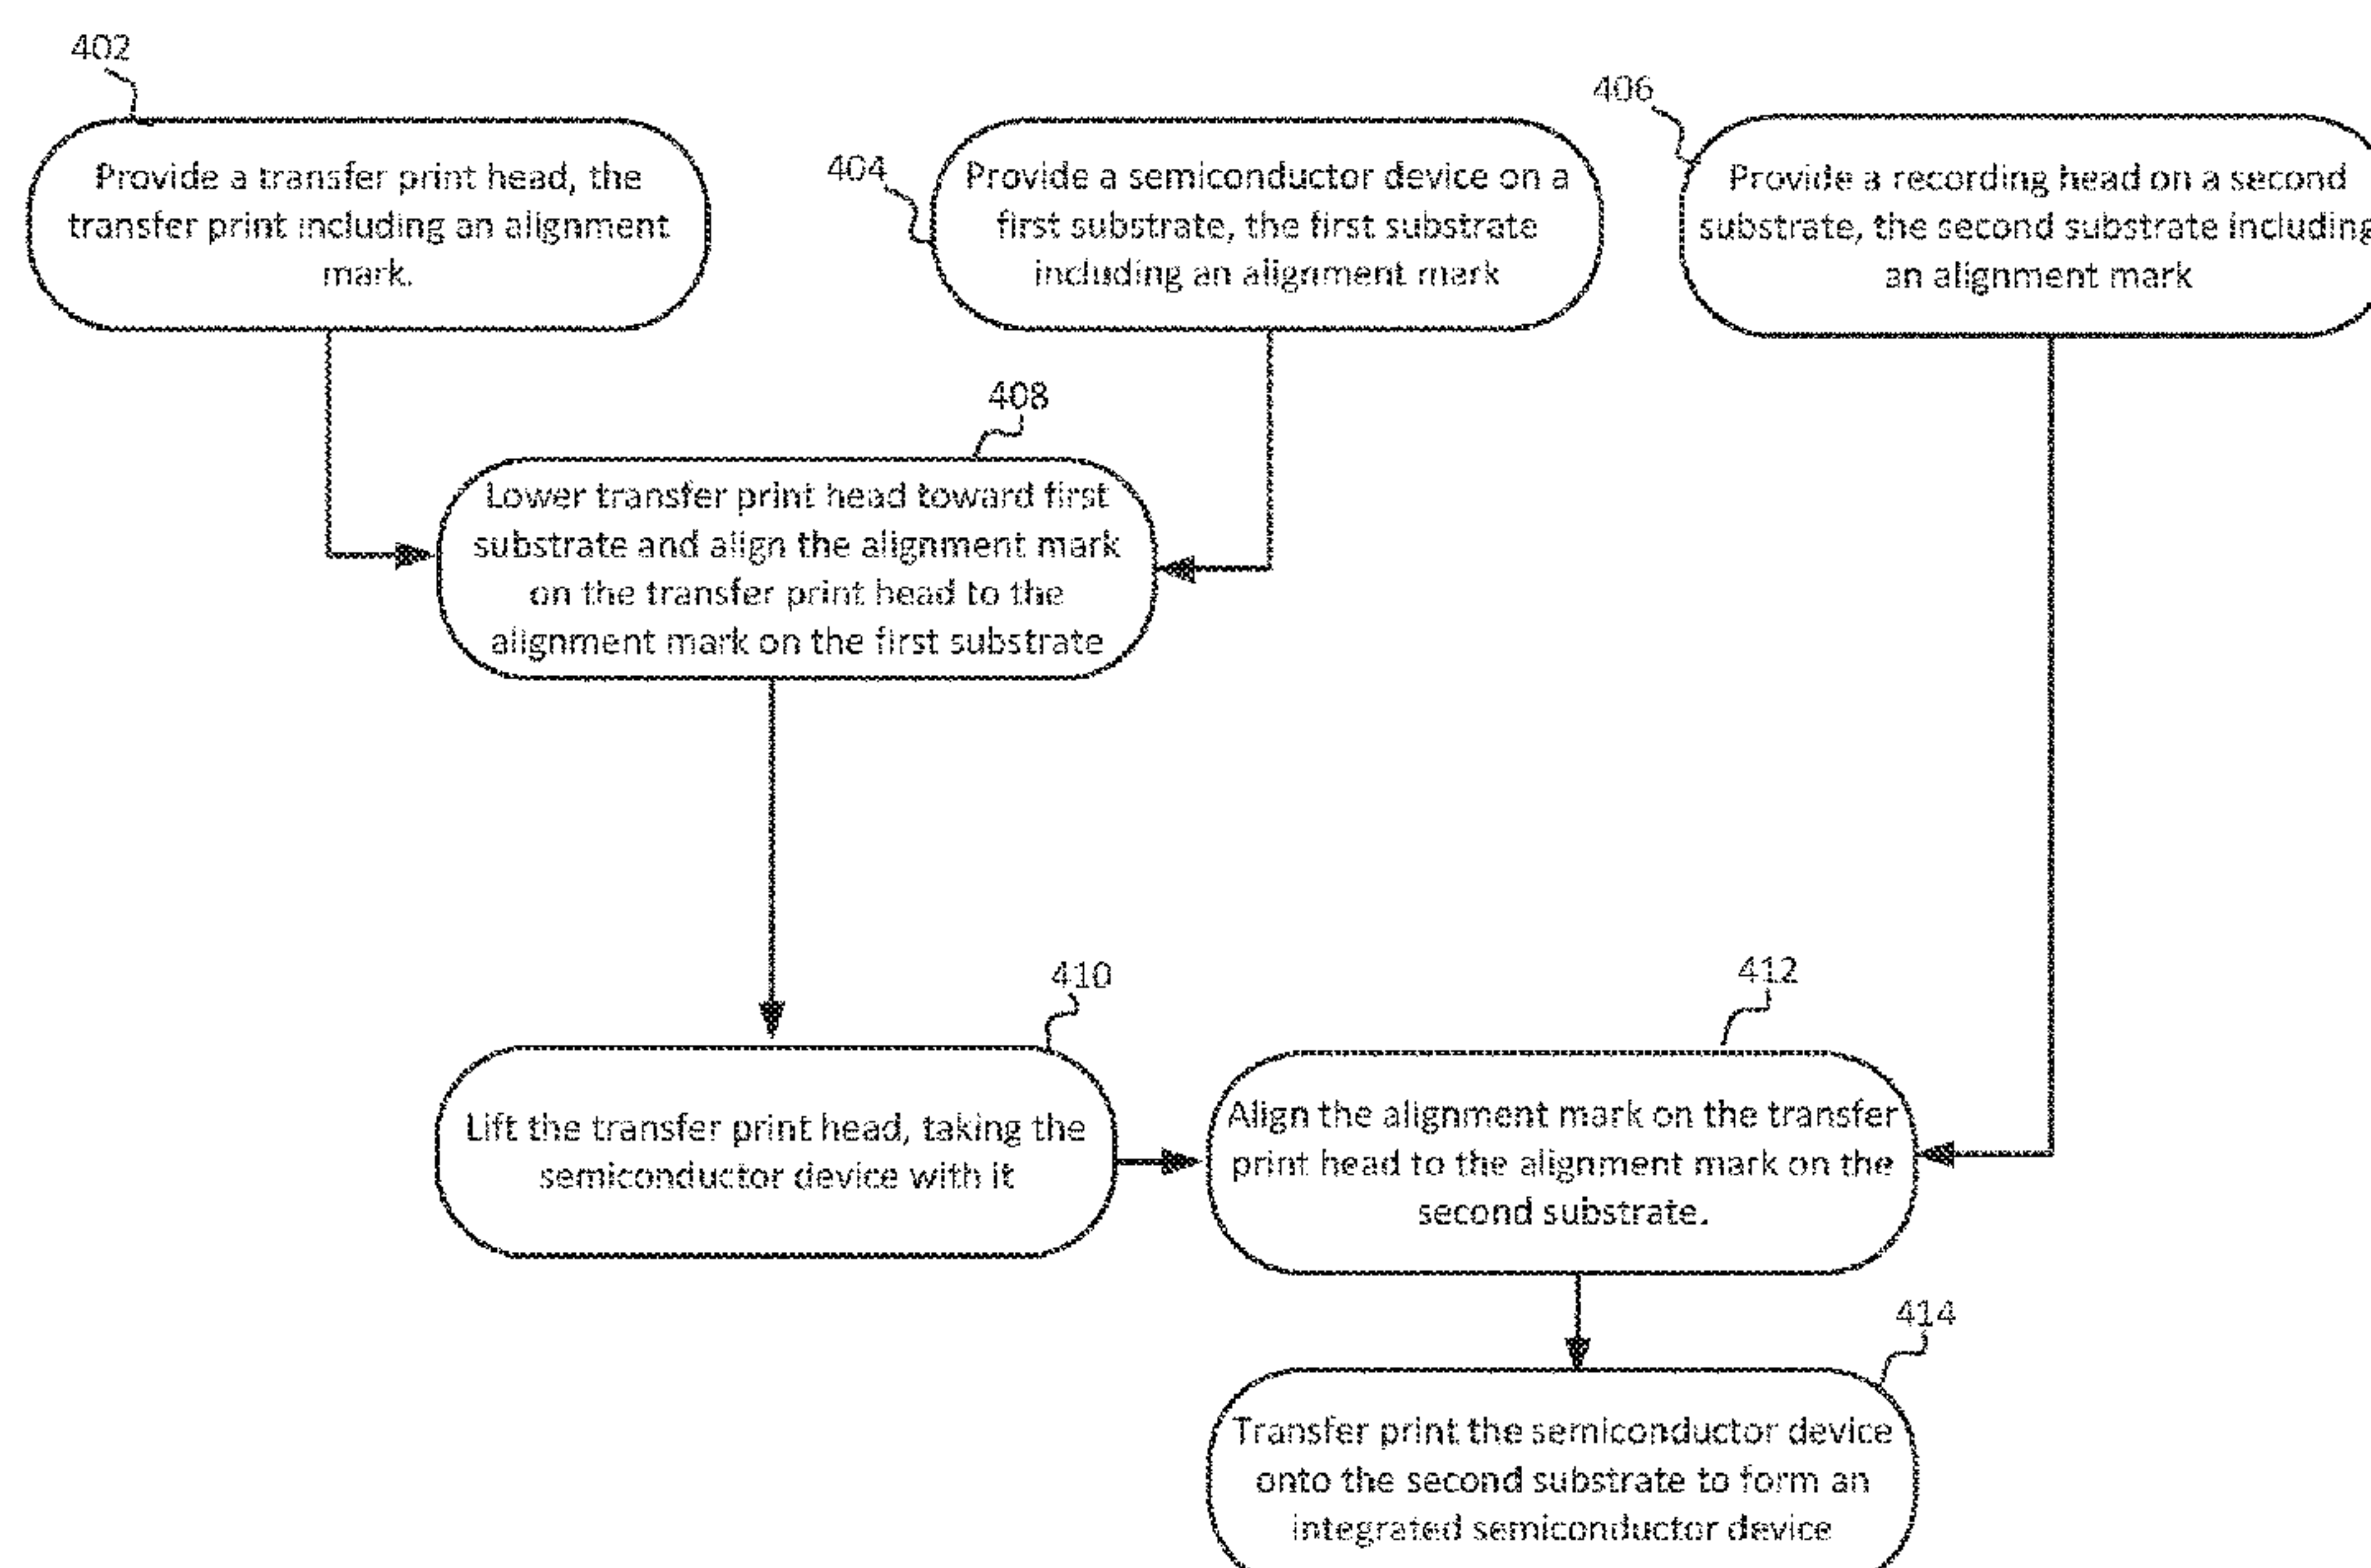 402
Provide a transfer print head, the
transfer print including an alignment
mark.
404
Provide a semiconductor device on a
first substrate, the first substrate
including an alignment mark
406
Provide a recording head on a second
substrate, the second substrate including
an alignment mark
408
Lower transfer print head toward first
substrate and align the alignment mark
on the transfer print head to the
alignment mark on the first substrate
410
Lift the transfer print head, taking the
semiconductor device with it
412
Align the alignment mark on the transfer
print head to the alignment mark on the
second substrate.
414
Transfer print the semiconductor device
onto the second substrate to form an
integrated semiconductor device